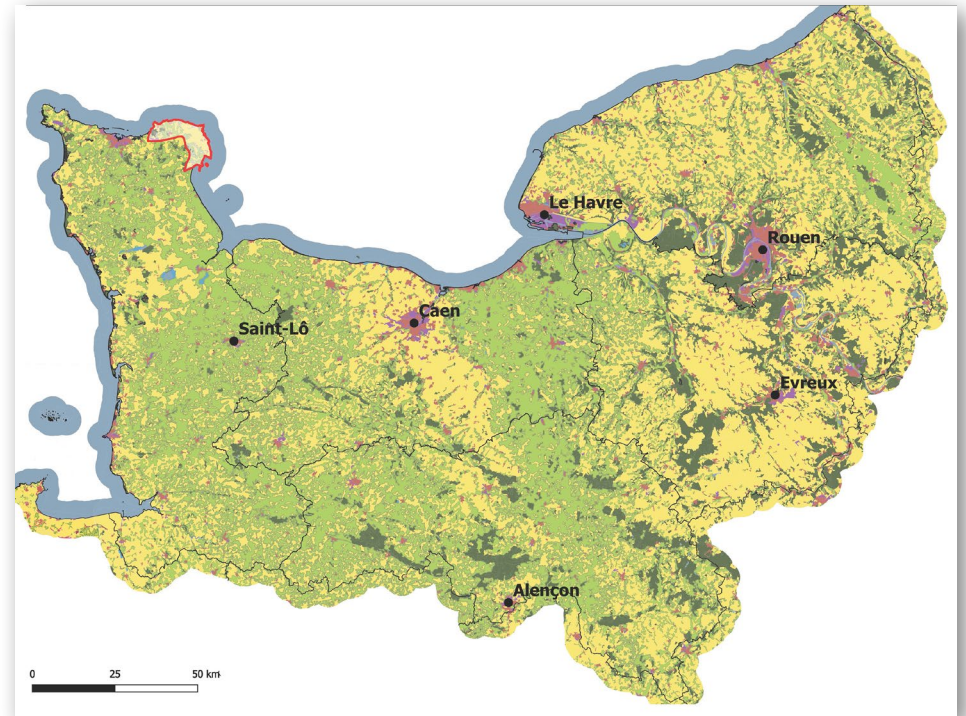 Le Havre
Rouen
Caen
Saint-Lô
Evreux
Alençon
0 25 50 km